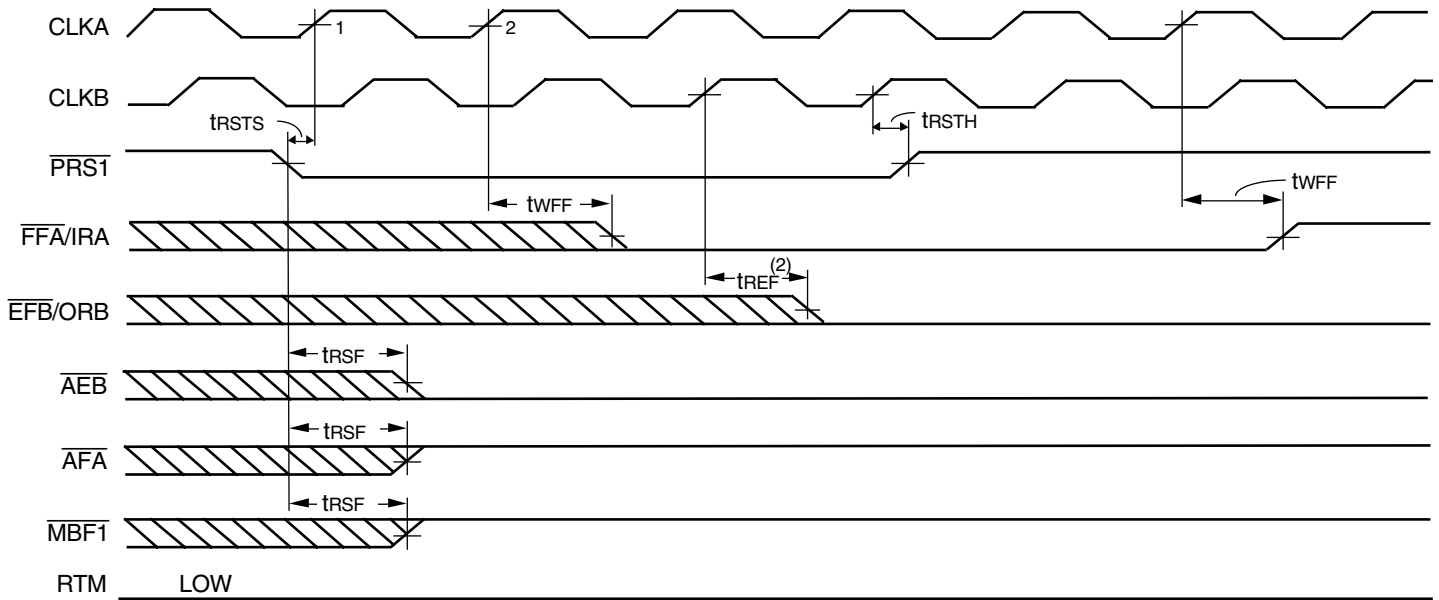 CLKA
1
2
CLKB
tRSTS
tRSTH
PRS1
tWFF
tWFF
FFA/IRA
tREF(2)
EFB/ORB
tRSF
AEB
tRSF
AFA
tRSF
MBF1
RTM LOW